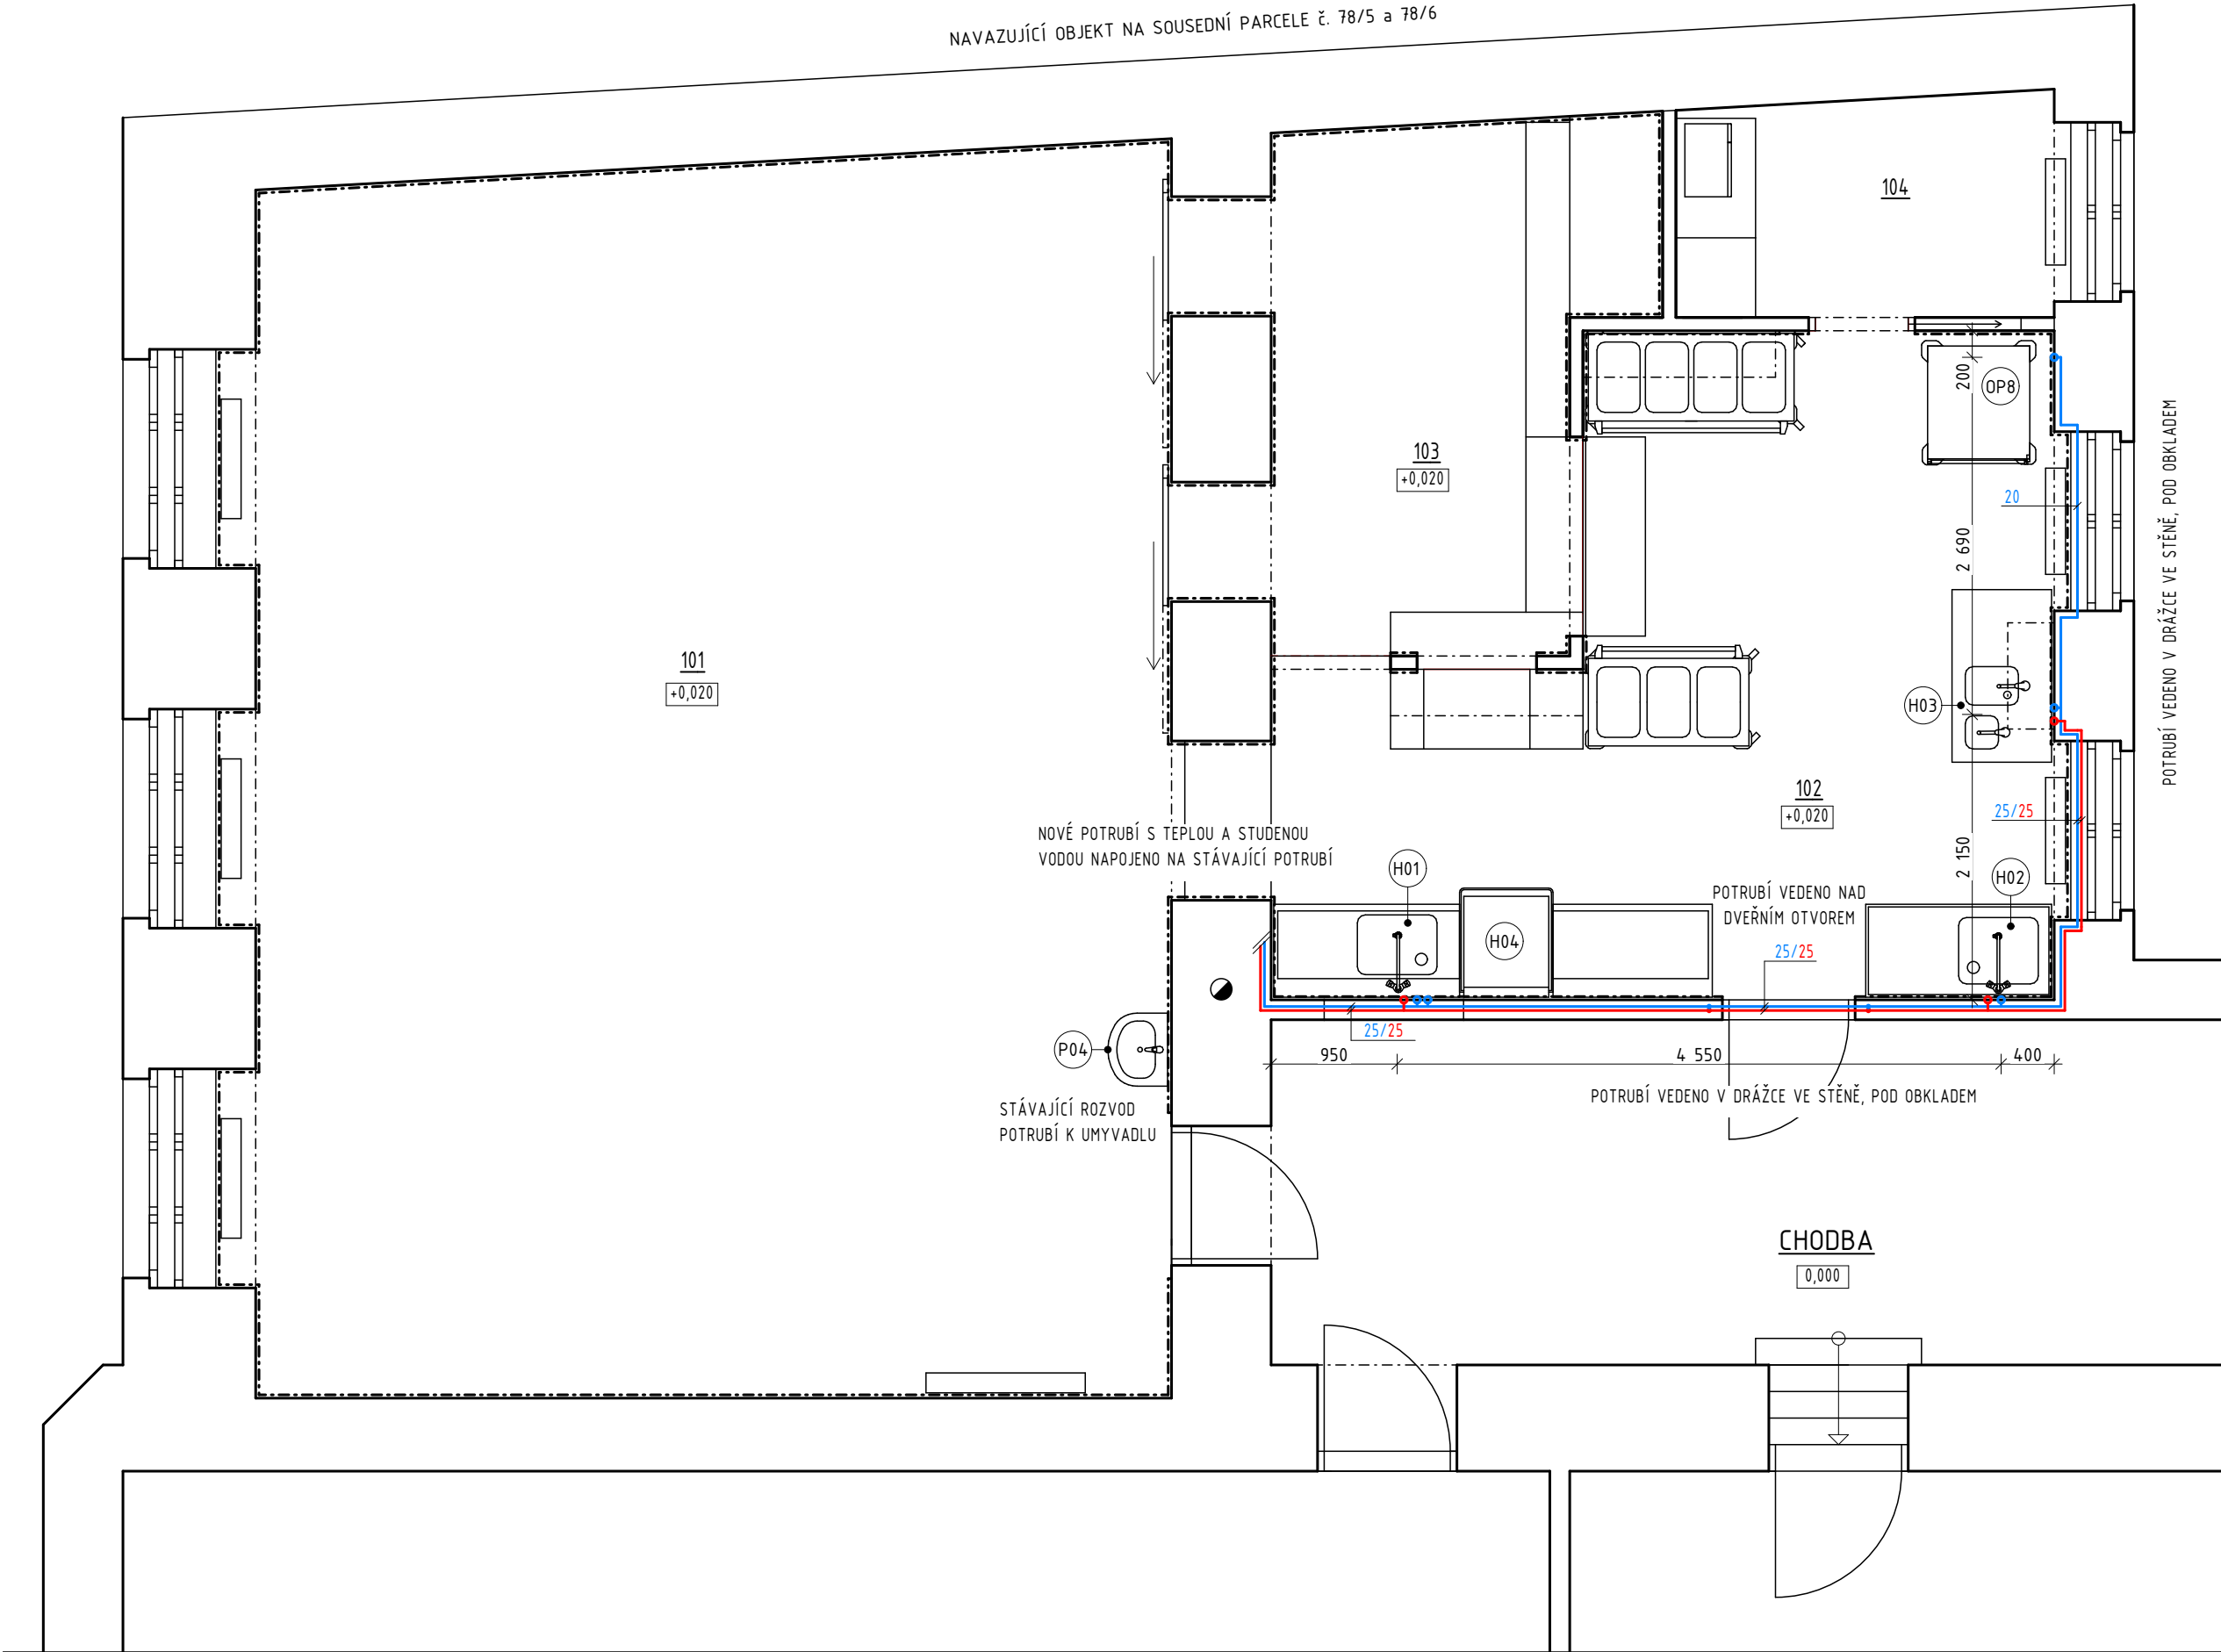 NAVAZUJÍCÍ OBJEKT NA SOUSEDNÍ PARCELE č. 78/5 a 78/6
104
200
OP8
POTRUBÍ VEDENO V DRÁŽCE VE STĚNĚ, POD OBKLADEM
103
+0,020
20
2 690
101
+0,020
H03
102
+0,020
25/25
NOVÉ POTRUBÍ S TEPLOU A STUDENOU
VODOU NAPOJENO NA STÁVAJÍCÍ POTRUBÍ
2 150
H01
H02
POTRUBÍ VEDENO NAD
DVEŘNÍM OTVOREM
H04
25/25
25/25
P04
950
4 550
400
POTRUBÍ VEDENO V DRÁŽCE VE STĚNĚ, POD OBKLADEM
STÁVAJÍCÍ ROZVOD
POTRUBÍ K UMYVADLU
CHODBA
0,000